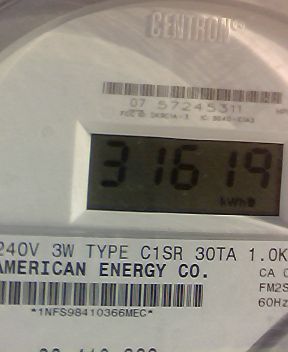 CENTRON
07 57245311
31619
kWh
240V 3W TYPE C1SR 30TA 1.0K
AMERICAN ENERGY CO.
CA
FM2S
60Hz
*1NFS98410366MEC*